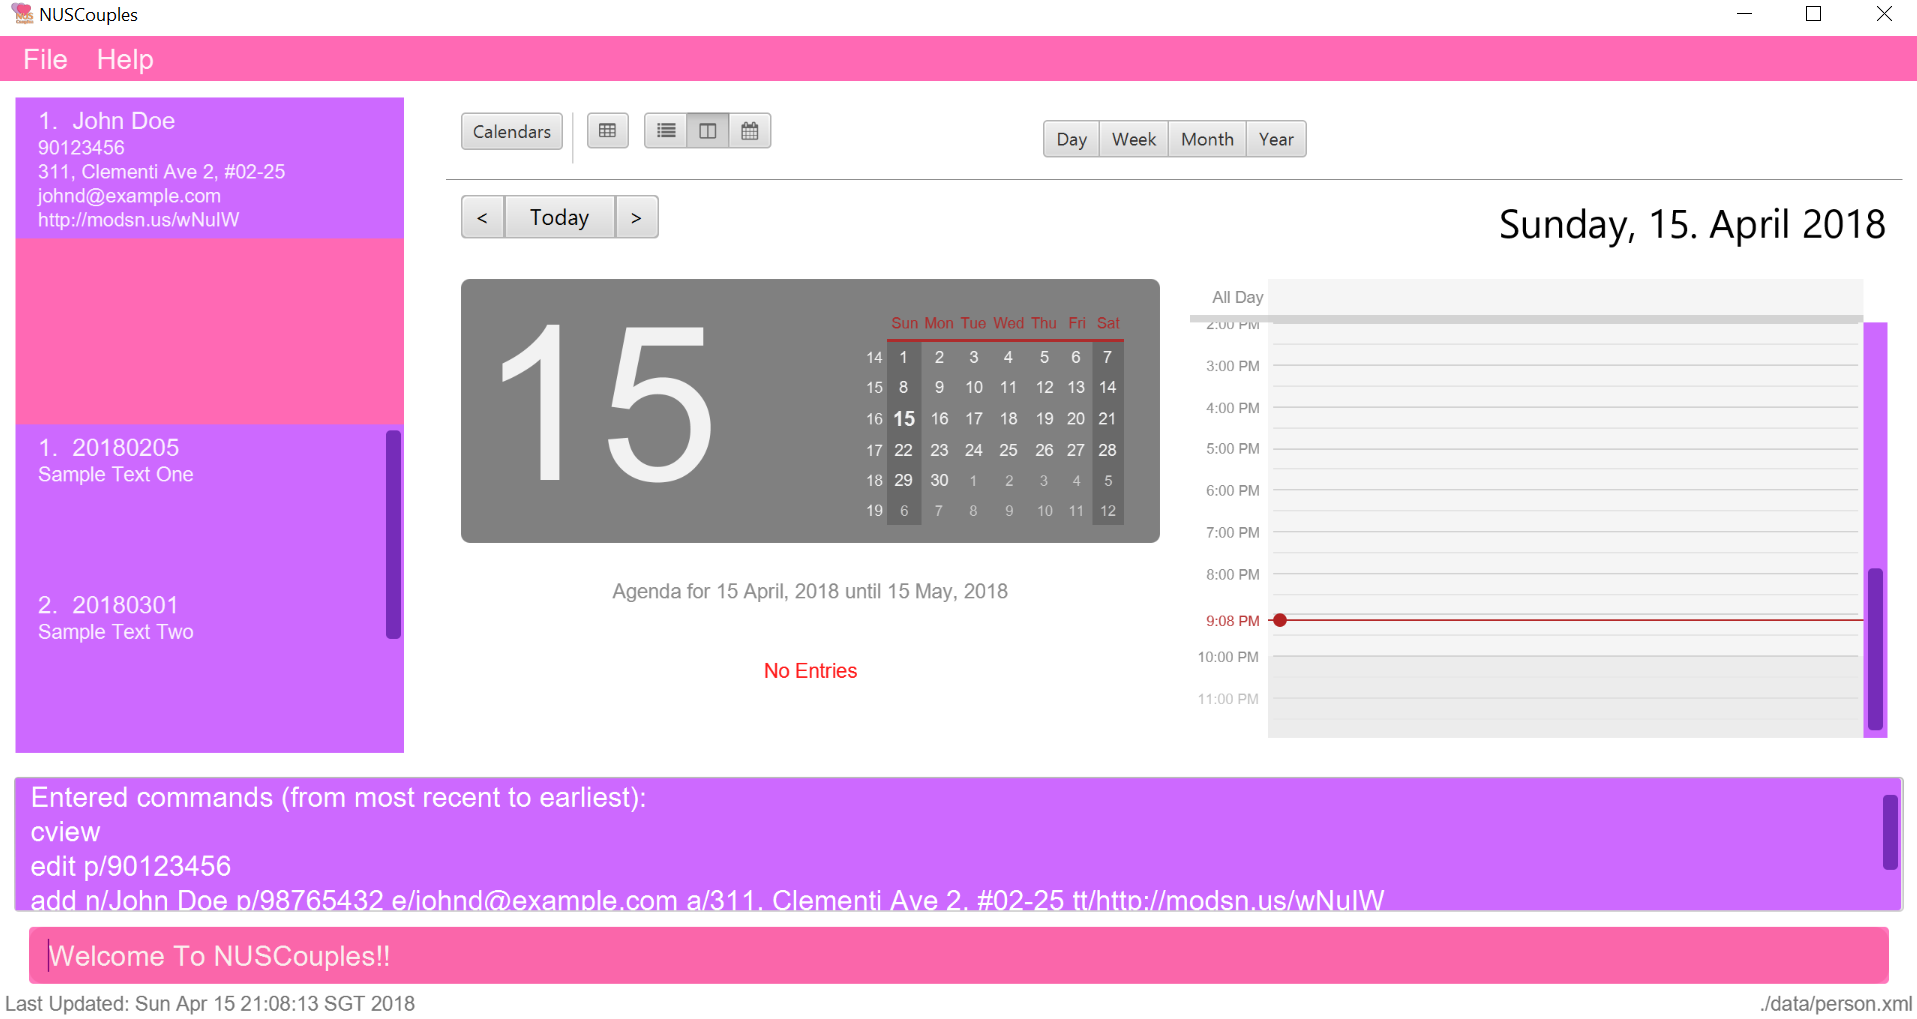 NUSCouples
File Help
1. John Doe
90123456
311, Clementi Ave 2, #02-25
johnd@example.com
http://modsn.us/wNuIW
1. 20180205
Sample Text One
2. 20180301
Sample Text Two
Calendars
Day Week Month Year
< Today >
Sunday, 15. April 2018
15
Sun Mon Tue Wed Thu Fri Sat
14 1 2 3 4 5 6 7
15 8 9 10 11 12 13 14
16 15 16 17 18 19 20 21
17 22 23 24 25 26 27 28
18 29 30 1 2 3 4 5
19 6 7 8 9 10 11 12
Agenda for 15 April, 2018 until 15 May, 2018
No Entries
All Day
2:00 PM
3:00 PM
4:00 PM
5:00 PM
6:00 PM
7:00 PM
8:00 PM
9:08 PM
10:00 PM
11:00 PM
Entered commands (from most recent to earliest):
cview
edit p/90123456
add n/John Doe p/98765432 e/johnd@example.com a/311, Clementi Ave 2, #02-25 tt/http://modsn.us/wNuIW
Welcome To NUSCouples!!
Last Updated: Sun Apr 15 21:08:13 SGT 2018
./data/person.xml